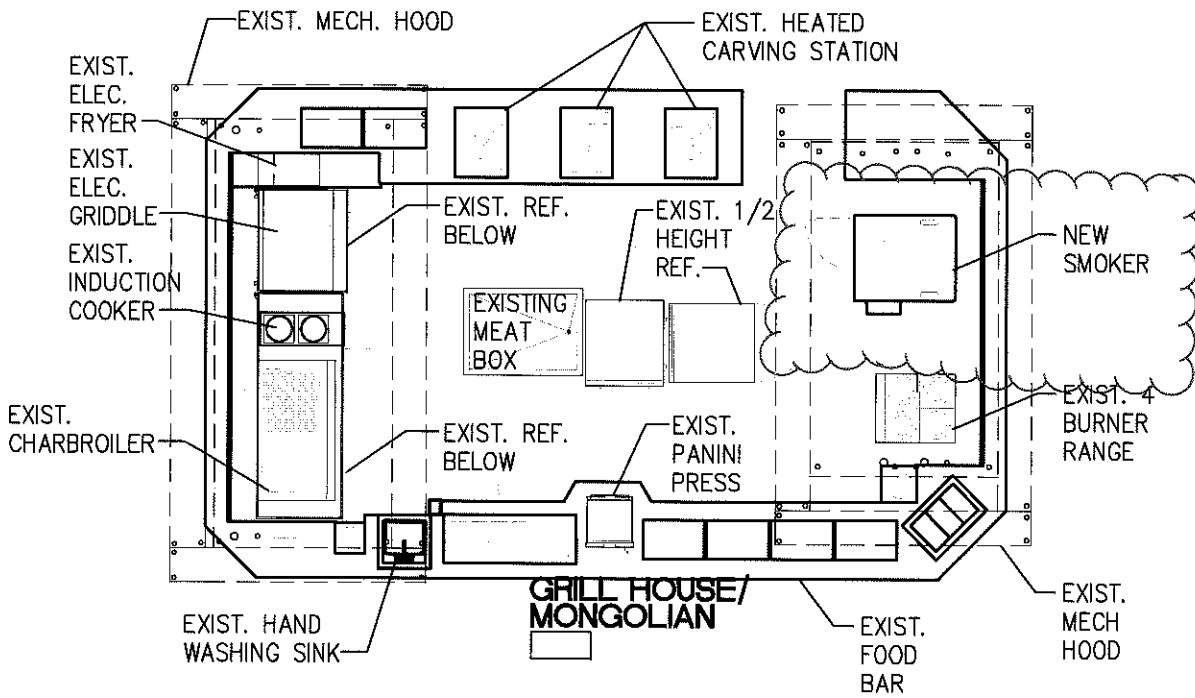 EXIST. MECH. HOOD
EXIST. HEATED
CARVING STATION
EXIST.
ELEC.
FRYER
EXIST.
ELEC.
GRIDDLE
EXIST.
INDUCTION
COOKER
EXIST. REF.
BELOW
EXIST. 1/2
HEIGHT
REF.
NEW
SMOKER
EXISTING
MEAT
BOX
EXIST.
CHARBROILER
EXIST. REF.
BELOW
EXIST.
PANINI
PRESS
EXIST. 4
BURNER
RANGE
GRILL HOUSE/
MONGOLIAN
EXIST. HAND
WASHING SINK
EXIST.
FOOD
BAR
EXIST.
MECH
HOOD